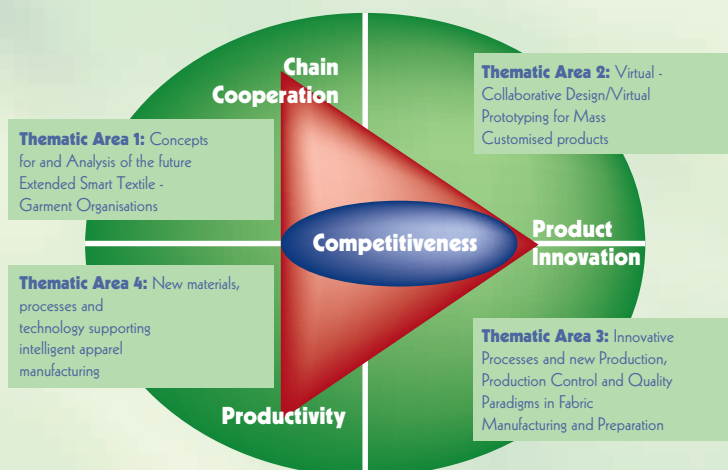 Chain
Cooperation
Thematic Area 1: Concepts
for and Analysis of the future
Extended Smart Textile -
Garment Organisations
Thematic Area 2: Virtual -
Collaborative Design/Virtual
Prototyping for Mass
Customised products
Competitiveness
Product
Innovation
Thematic Area 4: New materials,
processes and
technology supporting
intelligent apparel
manufacturing
Thematic Area 3: Innovative
Processes and new Production,
Production Control and Quality
Paradigms in Fabric
Manufacturing and Preparation
Productivity